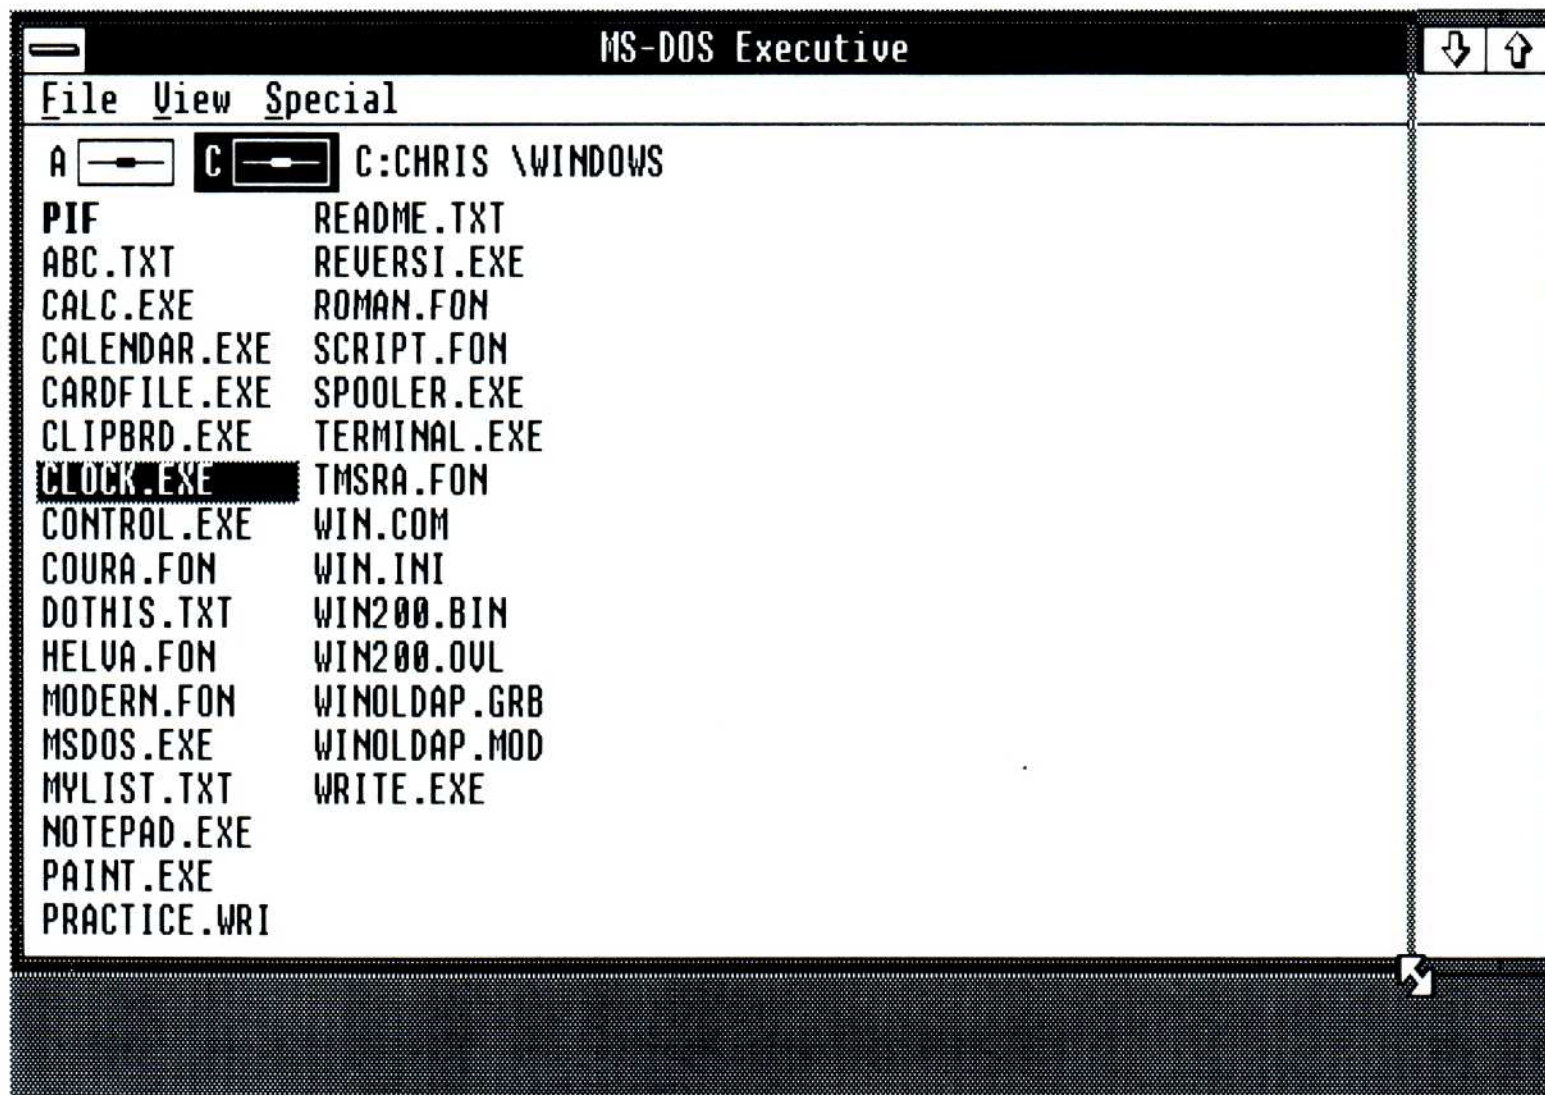 MS-DOS Executive
File View Special
A C C:CHRIS \WINDOWS
PIF README.TXT
ABC.TXT REVERSI.EXE
CALC.EXE ROMAN.FON
CALENDAR.EXE SCRIPT.FON
CARDFILE.EXE SPOOLER.EXE
CLIPBRD.EXE TERMINAL.EXE
CLOCK.EXE TMSRA.FON
CONTROL.EXE WIN.COM
COURA.FON WIN.INI
DOTHIS.TXT WIN200.BIN
HELVA.FON WIN200.OVL
MODERN.FON WINOLDAP.GRB
MSDOS.EXE WINOLDAP.MOD
MYLIST.TXT WRITE.EXE
NOTEPAD.EXE
PAINT.EXE
PRACTICE.WRI